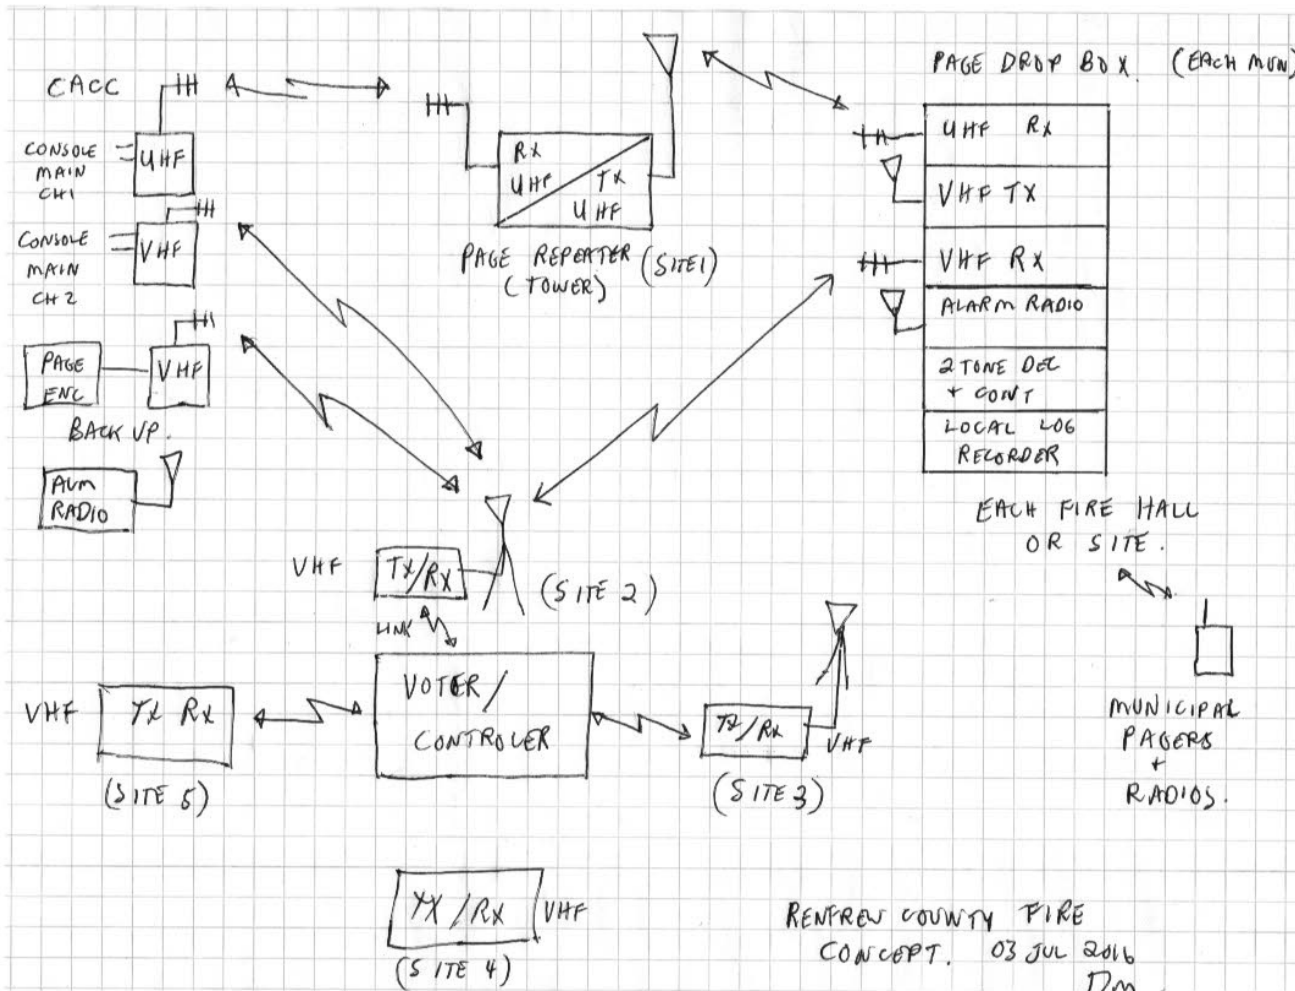 CACC
CONSOLE
MAIN
CH1
UHF
CONSOLE
MAIN
CH2
VHF
PAGE
ENC
VHF
BACK UP.
ALM
RADIO
RX
UHF
TX
UHF
PAGE REPEATER (SITE1)
(TOWER)
PAGE DROP BOX. (EACH MUN)
UHF RX
VHF TX
VHF RX
ALARM RADIO
2 TONE DEC
+ CONT
LOCAL LOG
RECORDER
EACH FIRE HALL
OR SITE.
MUNICIPAL
PAGERS
+
RADIOS.
VHF
TX/RX
(SITE 2)
LINK
VOTER/
CONTROLER
VHF
TX RX
(SITE 5)
TX/RX
VHF
(SITE 3)
TX/RX VHF
(SITE 4)
RENFREW COUNTY FIRE
CONCEPT. 03 JUL 2016